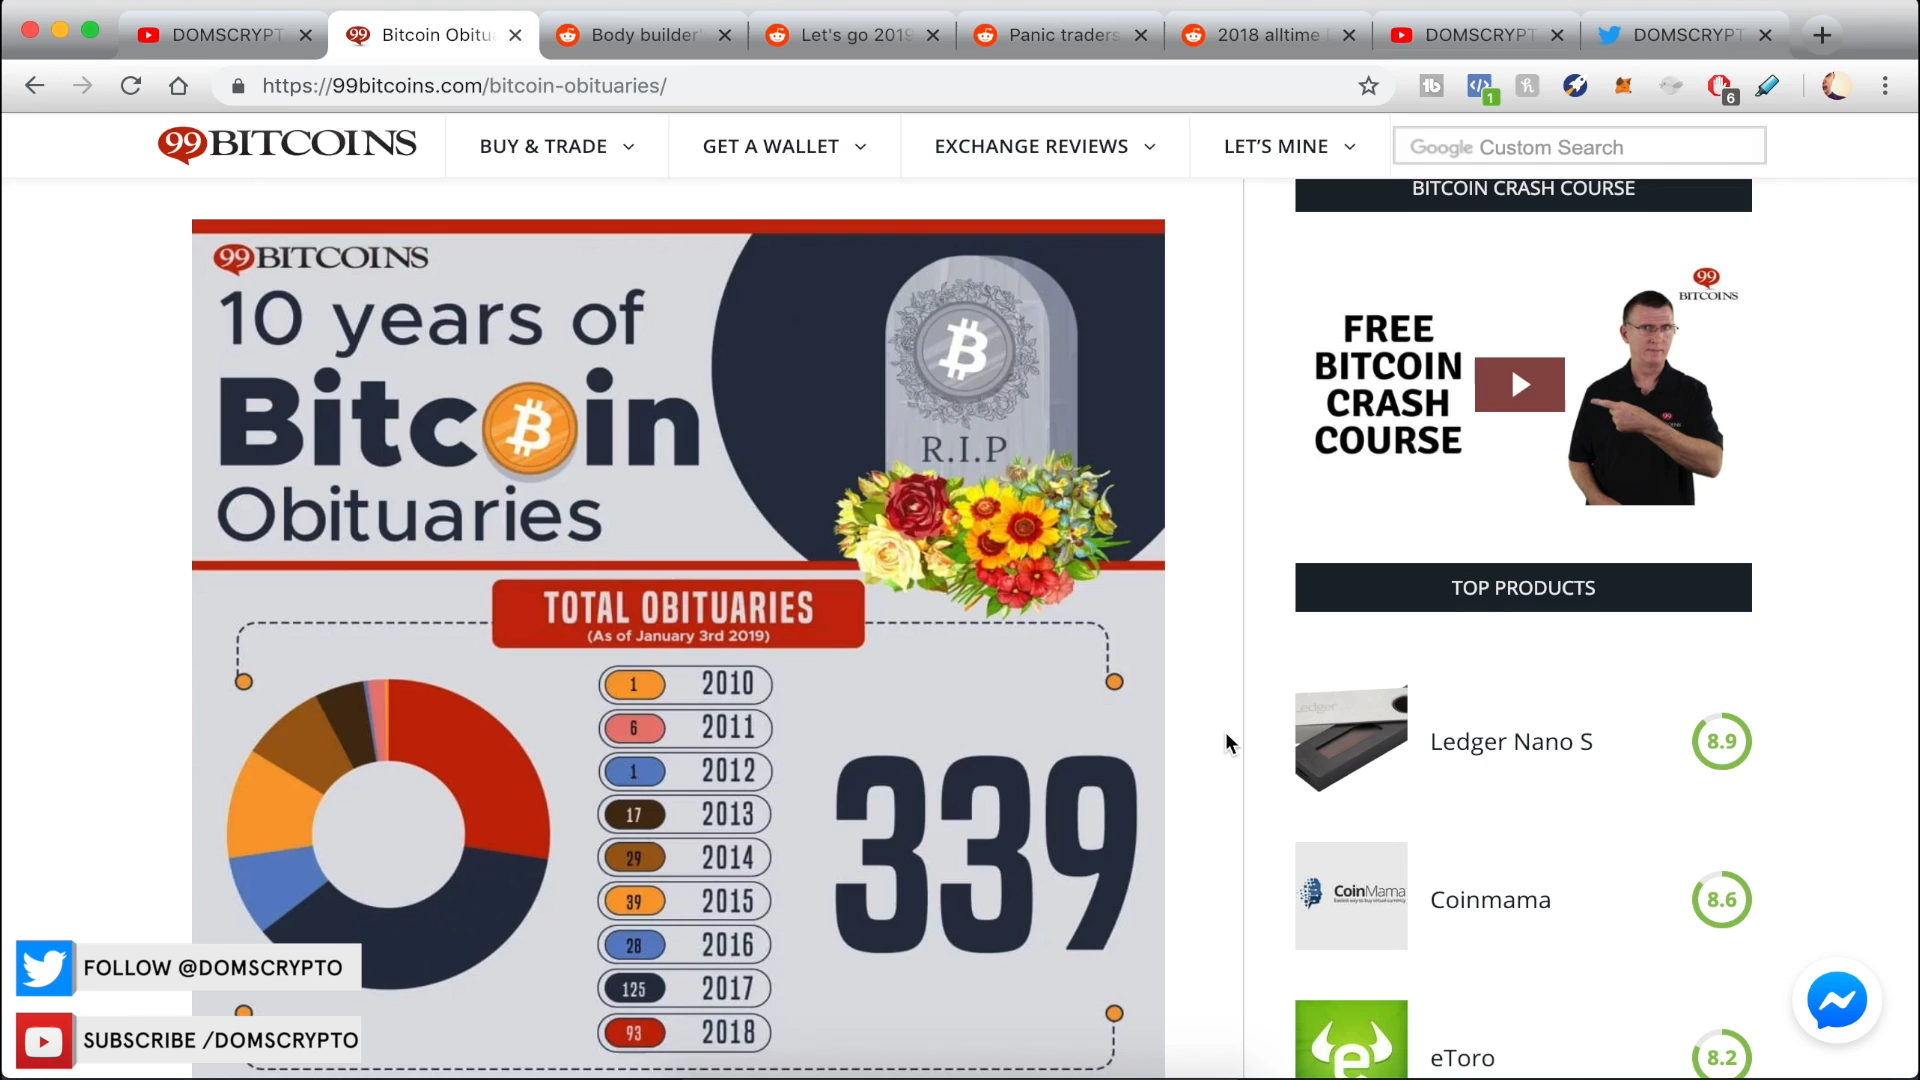 DOMSCRYPT
Bitcoin Obitu
Body builder'
Let's go 2019
Panic traders
2018 alltime
DOMSCRYPT
DOMSCRYPT
https://99bitcoins.com/bitcoin-obituaries/
1
6
99BITCOINS
BUY & TRADE
GET A WALLET
EXCHANGE REVIEWS
LET'S MINE
Google Custom Search
BITCOIN CRASH COURSE
99BITCOINS
10 years of
Bitcoin
Obituaries
R.I.P
99
BITCOINS
FREE
BITCOIN
CRASH
COURSE
TOTAL OBITUARIES
(As of January 3rd 2019)
1 2010
6 2011
1 2012
17 2013
29 2014
39 2015
28 2016
125 2017
93 2018
339
TOP PRODUCTS
Ledger Nano S
8.9
CoinMama
Coinmama
8.6
eToro
8.2
FOLLOW @DOMSCRYPTO
SUBSCRIBE /DOMSCRYPTO